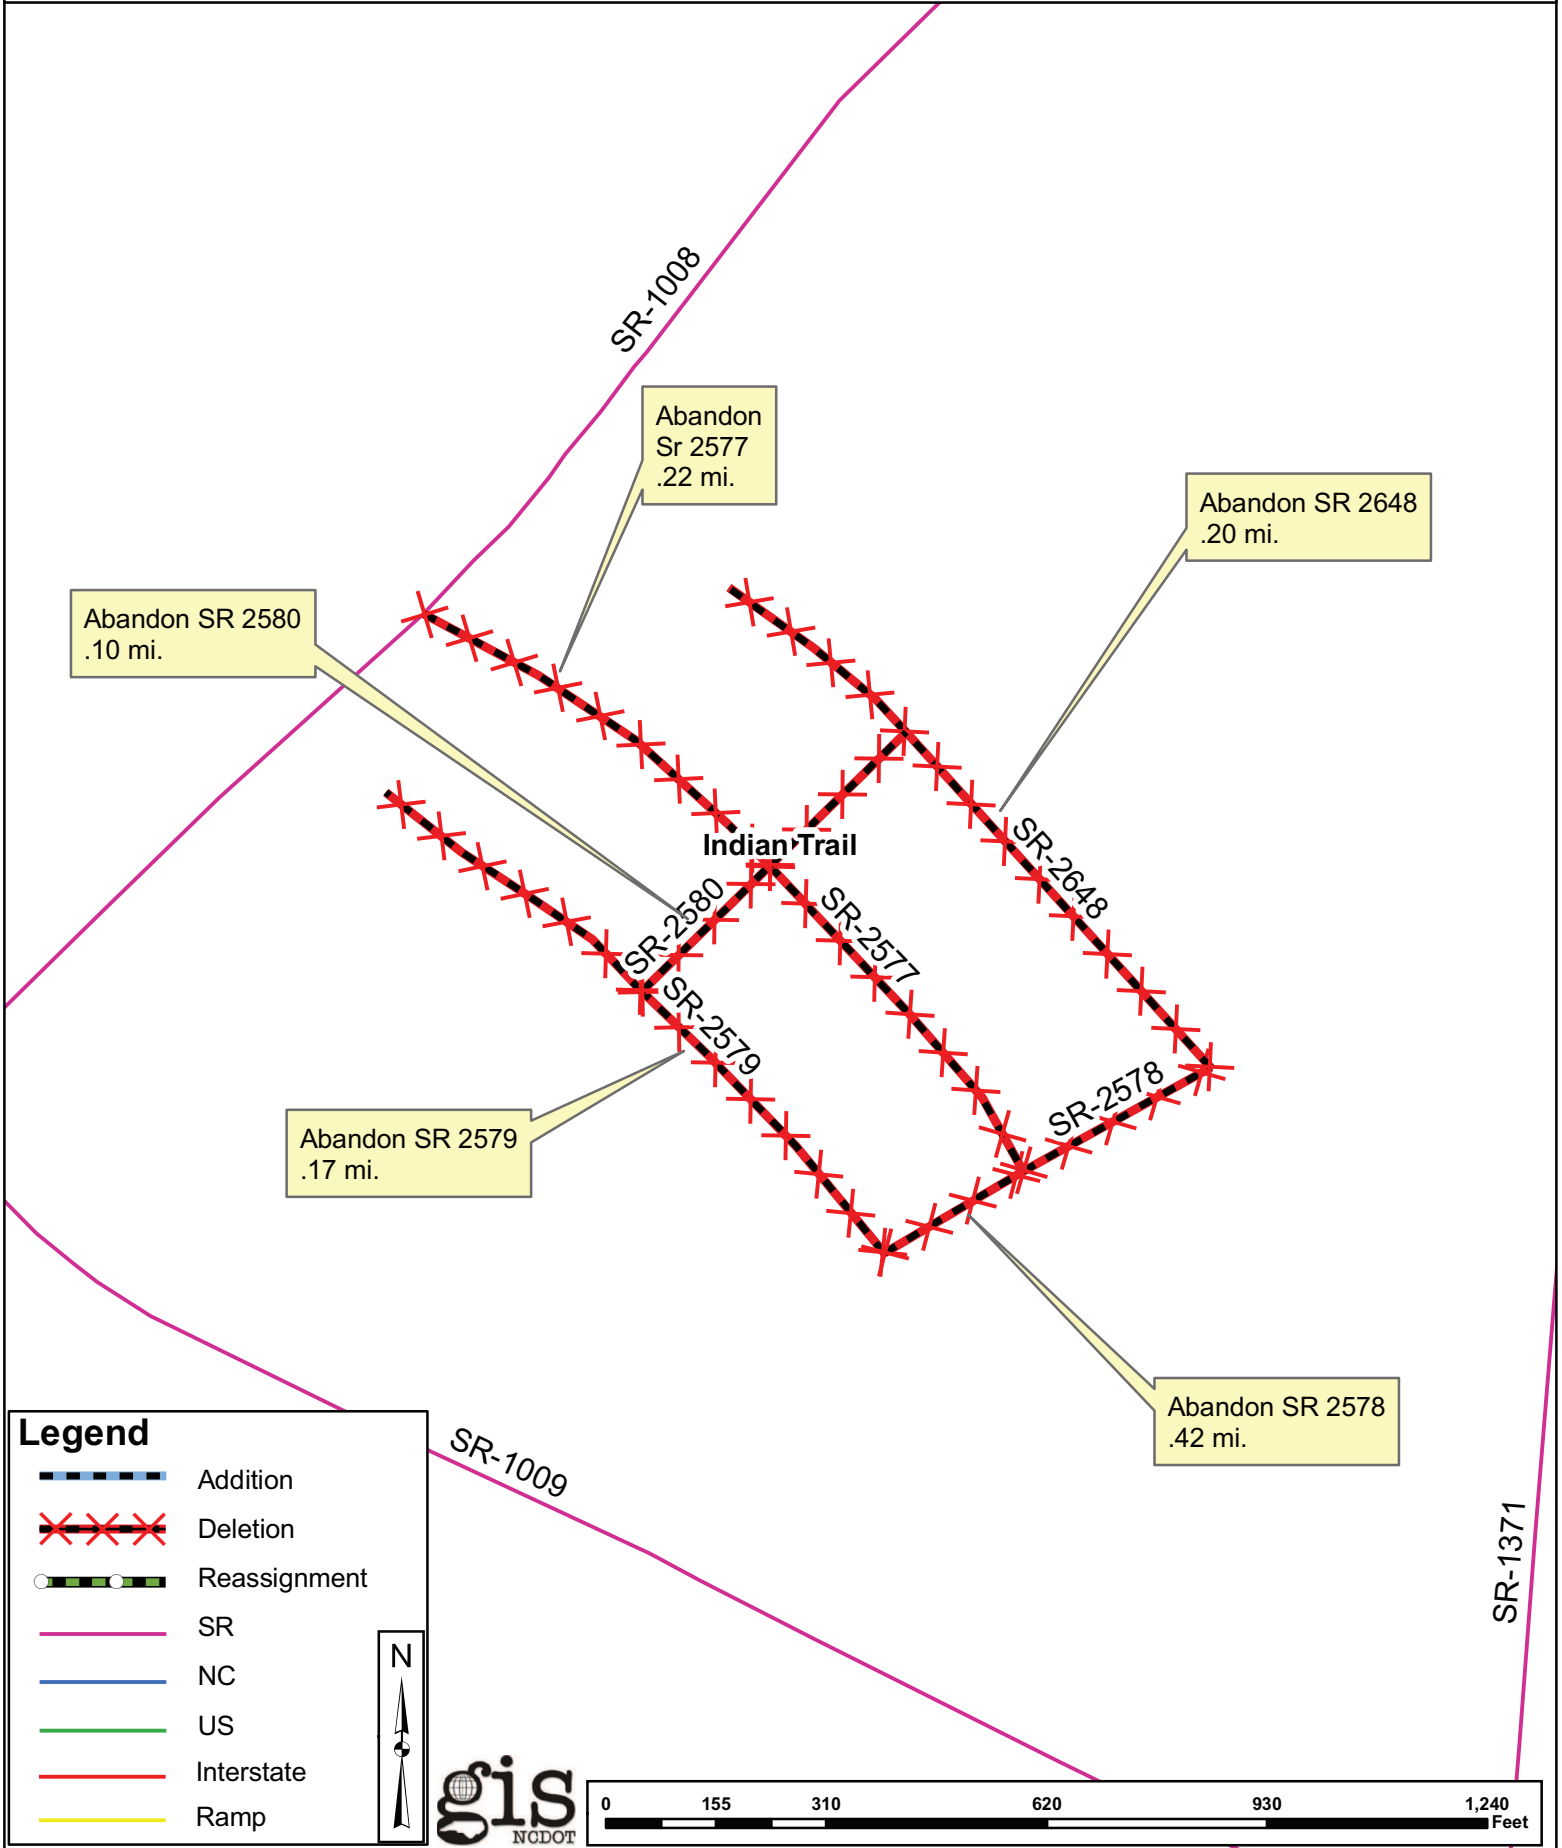 SR-1008
Abandon
Sr 2577
.22 mi.
Abandon SR 2648
.20 mi.
Abandon SR 2580
.10 mi.
Indian Trail
SR-2648
SR-2580
SR-2577
SR-2579
SR-2578
Abandon SR 2579
.17 mi.
Abandon SR 2578
.42 mi.
SR-1009
SR-1371
Legend
Addition
Deletion
Reassignment
SR
NC
US
Interstate
Ramp
N
gis
NCDOT
0 155 310 620 930 1,240
Feet